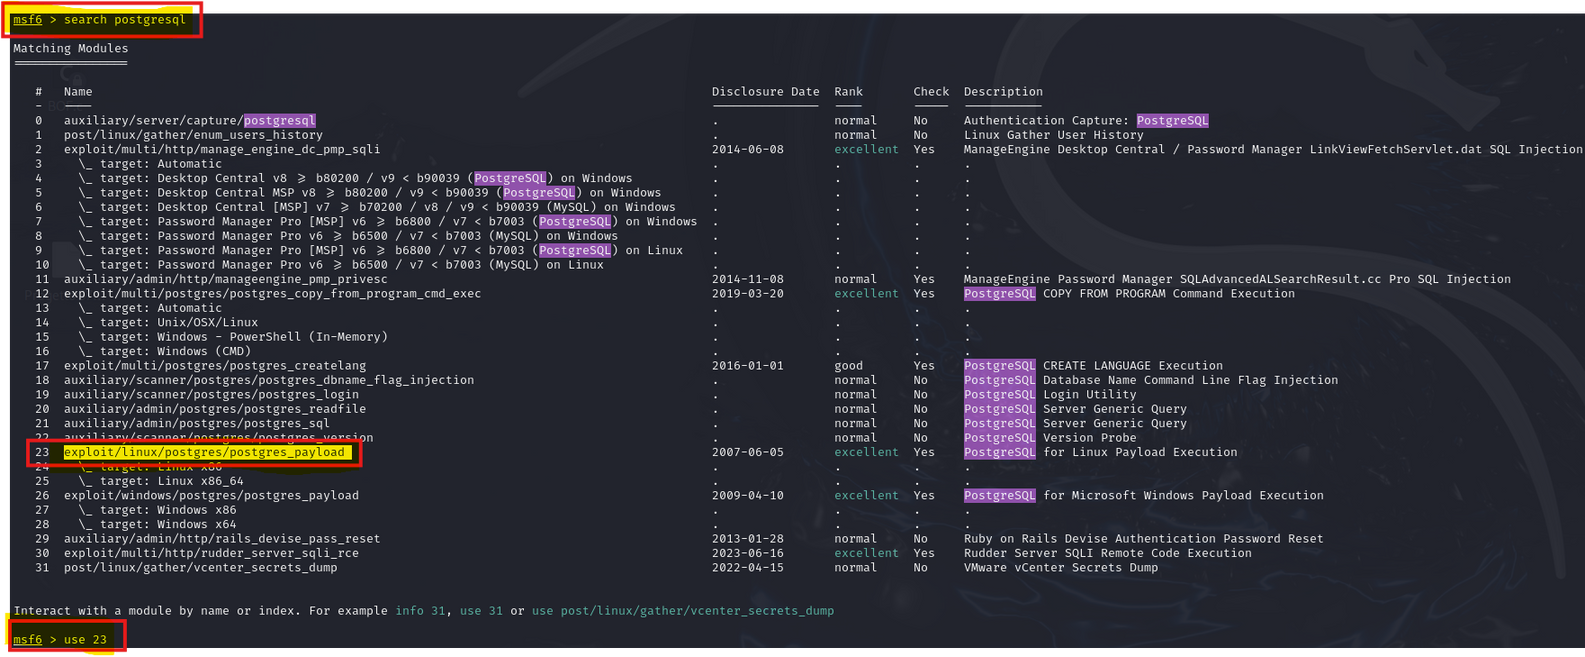 msf6 > search postgresql
Matching Modules
================
# Name Disclosure Date Rank Check Description
- ---- --------------- ---- ----- -----------
0 auxiliary/server/capture/postgresql . normal No Authentication Capture: PostgreSQL
1 post/linux/gather/enum_users_history . normal No Linux Gather User History
2 exploit/multi/http/manage_engine_dc_pmp_sqli 2014-06-08 excellent Yes ManageEngine Desktop Central / Password Manager LinkViewFetchServlet.dat SQL Injection
3 \_ target: Automatic . . . .
4 \_ target: Desktop Central v8 >= b80200 / v9 < b90039 (PostgreSQL) on Windows . . . .
5 \_ target: Desktop Central MSP v8 >= b80200 / v9 < b90039 (PostgreSQL) on Windows . . . .
6 \_ target: Desktop Central [MSP] v7 >= b70200 / v8 / v9 < b90039 (MySQL) on Windows . . . .
7 \_ target: Password Manager Pro [MSP] v6 >= b6800 / v7 < b7003 (PostgreSQL) on Windows . . . .
8 \_ target: Password Manager Pro v6 >= b6500 / v7 < b7003 (MySQL) on Windows . . . .
9 \_ target: Password Manager Pro [MSP] v6 >= b6800 / v7 < b7003 (PostgreSQL) on Linux . . . .
10 \_ target: Password Manager Pro v6 >= b6500 / v7 < b7003 (MySQL) on Linux . . . .
11 auxiliary/admin/http/manageengine_pmp_privesc 2014-11-08 normal Yes ManageEngine Password Manager SQLAdvancedALSearchResult.cc Pro SQL Injection
12 exploit/multi/postgres/postgres_copy_from_program_cmd_exec 2019-03-20 excellent Yes PostgreSQL COPY FROM PROGRAM Command Execution
13 \_ target: Automatic . . . .
14 \_ target: Unix/OSX/Linux . . . .
15 \_ target: Windows - PowerShell (In-Memory) . . . .
16 \_ target: Windows (CMD) . . . .
17 exploit/multi/postgres/postgres_createlang 2016-01-01 good Yes PostgreSQL CREATE LANGUAGE Execution
18 auxiliary/scanner/postgres/postgres_dbname_flag_injection . normal No PostgreSQL Database Name Command Line Flag Injection
19 auxiliary/scanner/postgres/postgres_login . normal No PostgreSQL Login Utility
20 auxiliary/admin/postgres/postgres_readfile . normal No PostgreSQL Server Generic Query
21 auxiliary/admin/postgres/postgres_sql . normal No PostgreSQL Server Generic Query
22 auxiliary/scanner/postgres/postgres_version . normal No PostgreSQL Version Probe
23 exploit/linux/postgres/postgres_payload 2007-06-05 excellent Yes PostgreSQL for Linux Payload Execution
24 \_ target: Linux x86 . . . .
25 \_ target: Linux x86_64 . . . .
26 exploit/windows/postgres/postgres_payload 2009-04-10 excellent Yes PostgreSQL for Microsoft Windows Payload Execution
27 \_ target: Windows x86 . . . .
28 \_ target: Windows x64 . . . .
29 auxiliary/admin/http/rails_devise_pass_reset 2013-01-28 normal No Ruby on Rails Devise Authentication Password Reset
30 exploit/multi/http/rudder_server_sqli_rce 2023-06-16 excellent Yes Rudder Server SQLI Remote Code Execution
31 post/linux/gather/vcenter_secrets_dump 2022-04-15 normal No VMware vCenter Secrets Dump
Interact with a module by name or index. For example info 31, use 31 or use post/linux/gather/vcenter_secrets_dump
msf6 > use 23